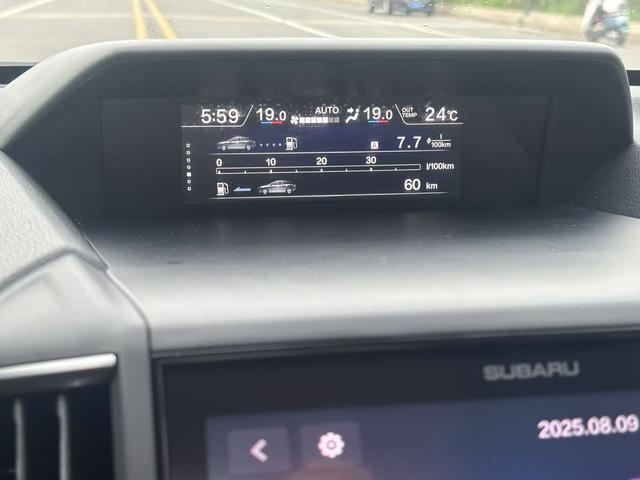 5:59 19.0 AUTO 19.0 OUT TEMP 24°C
A 7.7 l/100km
0 10 20 30 l/100km
60 km
SUBARU
2025.08.09